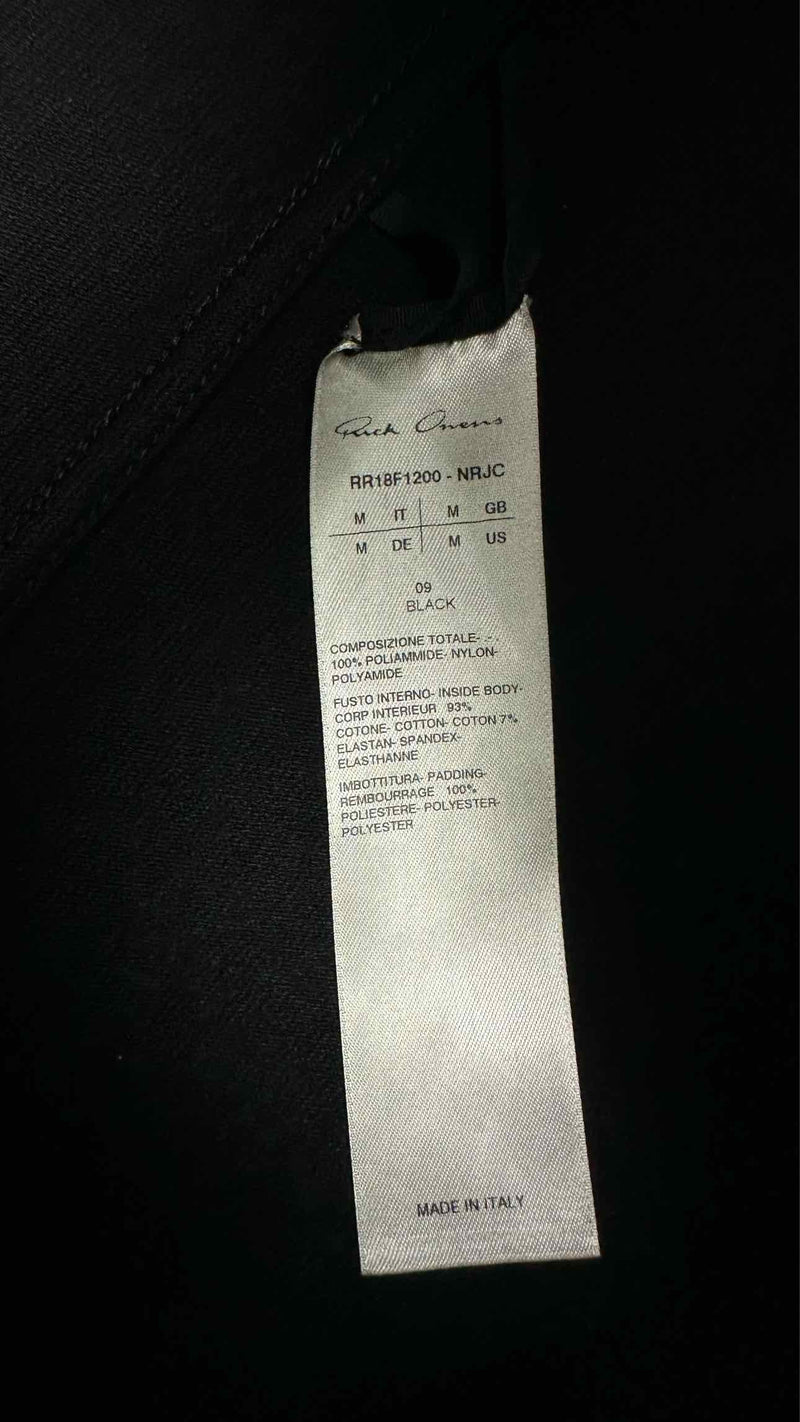 Rick Owens
RR18F1200 - NRJC
M IT M GB
M DE M US
09
BLACK
COMPOSIZIONE TOTALE- - .
100% POLIAMMIDE- NYLON-
POLYAMIDE
FUSTO INTERNO- INSIDE BODY-
CORP INTERIEUR 93%
COTONE- COTTON- COTON 7%
ELASTAN- SPANDEX-
ELASTHANNE
IMBOTTITURA- PADDING-
REMBOURRAGE 100%
POLIESTERE- POLYESTER-
POLYESTER
MADE IN ITALY